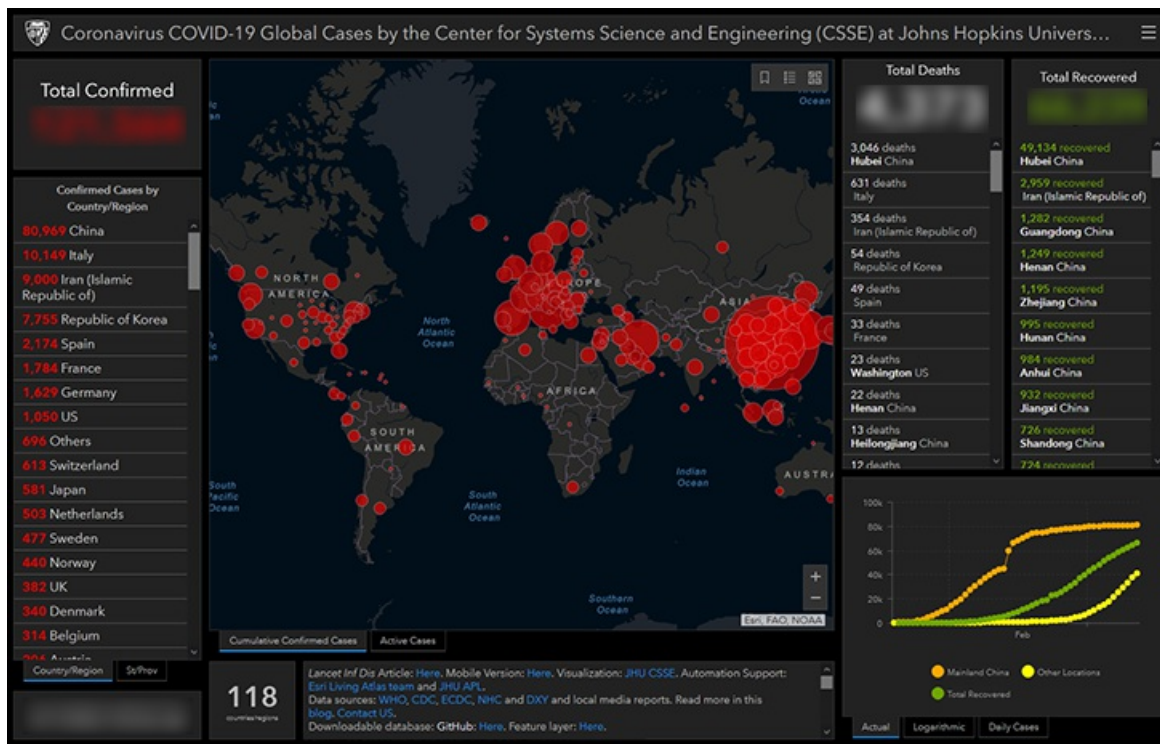 Coronavirus COVID-19 Global Cases by the Center for Systems Science and Engineering (CSSE) at Johns Hopkins Univers...
Total Confirmed
Confirmed Cases by
Country/Region
80,969 China
10,149 Italy
9,000 Iran (Islamic
Republic of)
7,755 Republic of Korea
2,174 Spain
1,784 France
1,629 Germany
1,050 US
696 Others
613 Switzerland
581 Japan
503 Netherlands
477 Sweden
440 Norway
382 UK
340 Denmark
314 Belgium
Austria
Country/Region
St/Prov
Ocean
NORTH
AMERICA
North
Atlantic
Ocean
ASIA
AFRICA
SOUTH
AMERICA
South
Pacific
Ocean
South
Atlantic
Ocean
Indian
Ocean
AUSTRA
Southern
Ocean
+
−
Esri, FAO, NOAA
Cumulative Confirmed Cases
Active Cases
118
countries/regions
Lancet Inf Dis Article: Here. Mobile Version: Here. Visualization: JHU CSSE. Automation Support:
Esri Living Atlas team and JHU APL.
Data sources: WHO, CDC, ECDC, NHC and DXY and local media reports. Read more in this
blog. Contact US.
Downloadable database: GitHub: Here. Feature layer: Here.
Total Deaths
3,046 deaths
Hubei China
631 deaths
Italy
354 deaths
Iran (Islamic Republic of)
54 deaths
Republic of Korea
49 deaths
Spain
33 deaths
France
23 deaths
Washington US
22 deaths
Henan China
13 deaths
Heilongjiang China
12 deaths
Total Recovered
49,134 recovered
Hubei China
2,959 recovered
Iran (Islamic Republic of)
1,282 recovered
Guangdong China
1,249 recovered
Henan China
1,195 recovered
Zhejiang China
995 recovered
Hunan China
984 recovered
Anhui China
932 recovered
Jiangxi China
726 recovered
Shandong China
724 recovered
100k
80k
60k
40k
20k
0
Feb
Mainland China
Other Locations
Total Recovered
Actual
Logarithmic
Daily Cases